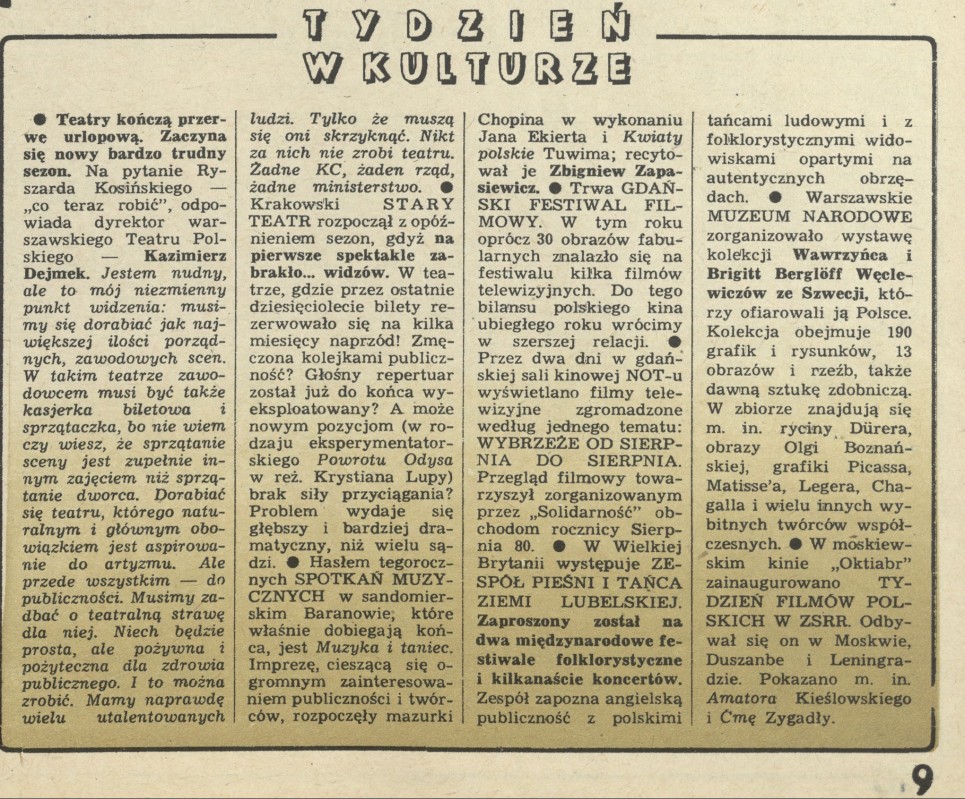 TYDZIEŃ
W KULTURZE
● Teatry kończą przer-
wę urlopową. Zaczyna
się nowy bardzo trudny
sezon. Na pytanie Ry-
szarda Kosińskiego —
„co teraz robić”, odpo-
wiada dyrektor war-
szawskiego Teatru Pol-
skiego — Kazimierz
Dejmek. Jestem nudny,
ale to mój niezmienny
punkt widzenia: musi-
my się dorabiać jak naj-
większej ilości porząd-
nych, zawodowych scen.
W takim teatrze zawo-
dowcem musi być także
kasjerka biletowa i
sprzątaczka, bo nie wiem
czy wiesz, że sprzątanie
sceny jest zupełnie in-
nym zajęciem niż sprzą-
tanie dworca. Dorabiać
się teatru, którego natu-
ralnym i głównym obo-
wiązkiem jest aspirowa-
nie do artyzmu. Ale
przede wszystkim — do
publiczności. Musimy za-
dbać o teatralną strawę
dla niej. Niech będzie
prosta, ale pożywna i
pożyteczna dla zdrowia
publicznego. I to można
zrobić. Mamy naprawdę
wielu utalentowanych
ludzi. Tylko że muszą
się oni skrzyknąć. Nikt
za nich nie zrobi teatru.
Żadne KC, żaden rząd,
żadne ministerstwo. ●
Krakowski STARY
TEATR rozpoczął z opóź-
nieniem sezon, gdyż na
pierwsze spektakle za-
brakło... widzów. W tea-
trze, gdzie przez ostatnie
dziesięciolecie bilety re-
zerwowało się na kilka
miesięcy naprzód! Zmę-
czona kolejkami publicz-
ność? Głośny repertuar
został już do końca wy-
eksploatowany? A może
nowym pozycjom (w ro-
dzaju eksperymentator-
skiego Powrotu Odysa
w reż. Krystiana Lupy)
brak siły przyciągania?
Problem wydaje się
głębszy i bardziej dra-
matyczny, niż wielu są-
dzi. ● Hasłem tegorocz-
nych SPOTKAŃ MUZY-
CZNYCH w sandomier-
skim Baranowie, które
właśnie dobiegają koń-
ca, jest Muzyka i taniec.
Imprezę, cieszącą się o-
gromnym zainteresowa-
niem publiczności i twór-
ców, rozpoczęły mazurki
Chopina w wykonaniu
Jana Ekierta i Kwiaty
polskie Tuwima; recyto-
wał je Zbigniew Zapa-
siewicz. ● Trwa GDAŃ-
SKI FESTIWAL FIL-
MOWY. W tym roku
oprócz 30 obrazów fabu-
larnych znalazło się na
festiwalu kilka filmów
telewizyjnych. Do tego
bilansu polskiego kina
ubiegłego roku wrócimy
w szerszej relacji. ●
Przez dwa dni w gdań-
skiej sali kinowej NOT-u
wyświetlano filmy tele-
wizyjne zgromadzone
według jednego tematu:
WYBRZEŻE OD SIERP-
NIA DO SIERPNIA.
Przegląd filmowy towa-
rzyszył zorganizowanym
przez „Solidarność” ob-
chodom rocznicy Sierp-
nia 80. ● W Wielkiej
Brytanii występuje ZE-
SPÓŁ PIEŚNI I TAŃCA
ZIEMI LUBELSKIEJ.
Zaproszony został na
dwa międzynarodowe fe-
stiwale folklorystyczne
i kilkanaście koncertów.
Zespół zapozna angielską
publiczność z polskimi
tańcami ludowymi i z
folklorystycznymi wido-
wiskami opartymi na
autentycznych obrzę-
dach. ● Warszawskie
MUZEUM NARODOWE
zorganizowało wystawę
kolekcji Wawrzyńca i
Brigitt Berglöff Węcle-
wiczów ze Szwecji, któ-
rzy ofiarowali ją Polsce.
Kolekcja obejmuje 190
grafik i rysunków, 13
obrazów i rzeźb, także
dawną sztukę zdobniczą.
W zbiorze znajdują się
m. in. ryciny Dürera,
obrazy Olgi Boznań-
skiej, grafiki Picassa,
Matisse'a, Legera, Cha-
galla i wielu innych wy-
bitnych twórców współ-
czesnych. ● W moskiew-
skim kinie „Oktiabr”
zainaugurowano TY-
DZIEŃ FILMÓW POL-
SKICH W ZSRR. Odby-
wał się on w Moskwie,
Duszanbe i Leningra-
dzie. Pokazano m. in.
Amatora Kieślowskiego
i Ćmę Zygadły.
9